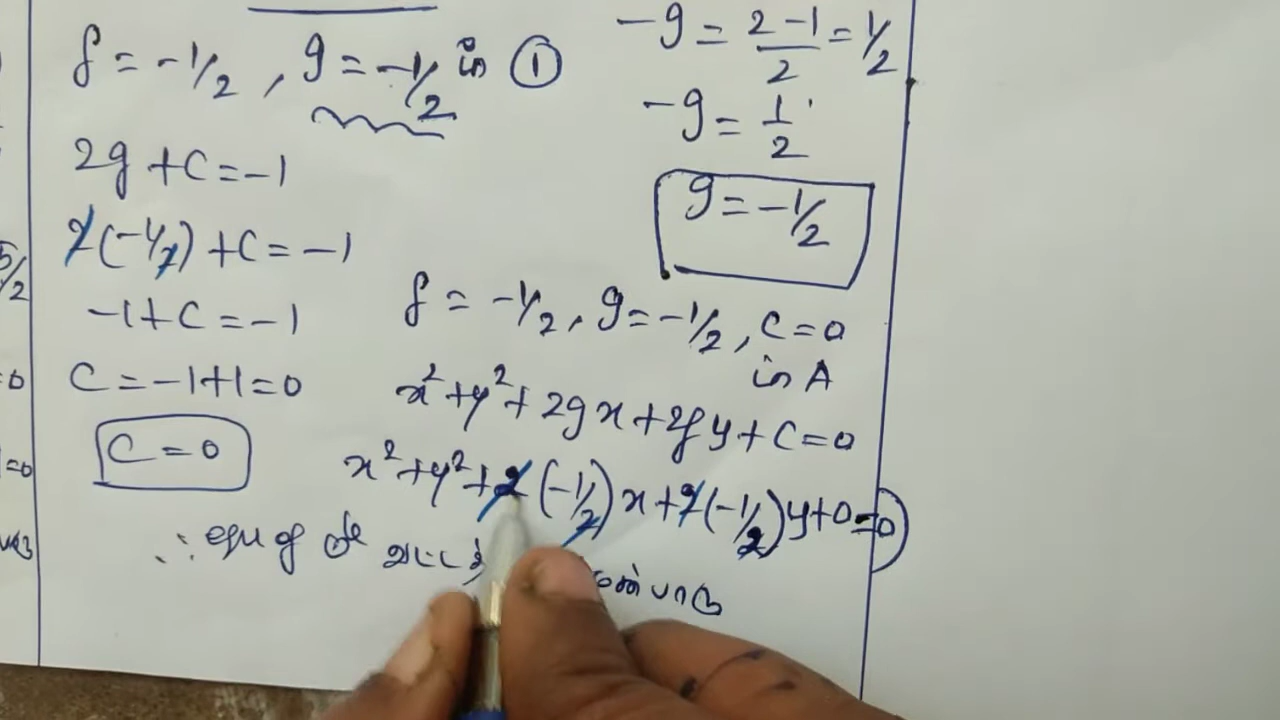 f = -1/2, g = -1/2 in ①
2g + C = -1
2(-1/2) + C = -1
-1 + C = -1
C = -1 + 1 = 0
C = 0
-g = (2 - 1)/2 = 1/2
-g = 1/2
g = -1/2
f = -1/2, g = -1/2, C = 0
in A
x² + y² + 2gx + 2fy + C = 0
x² + y² + 2(-1/2)x + 2(-1/2)y + 0 = 0
∴ equ of